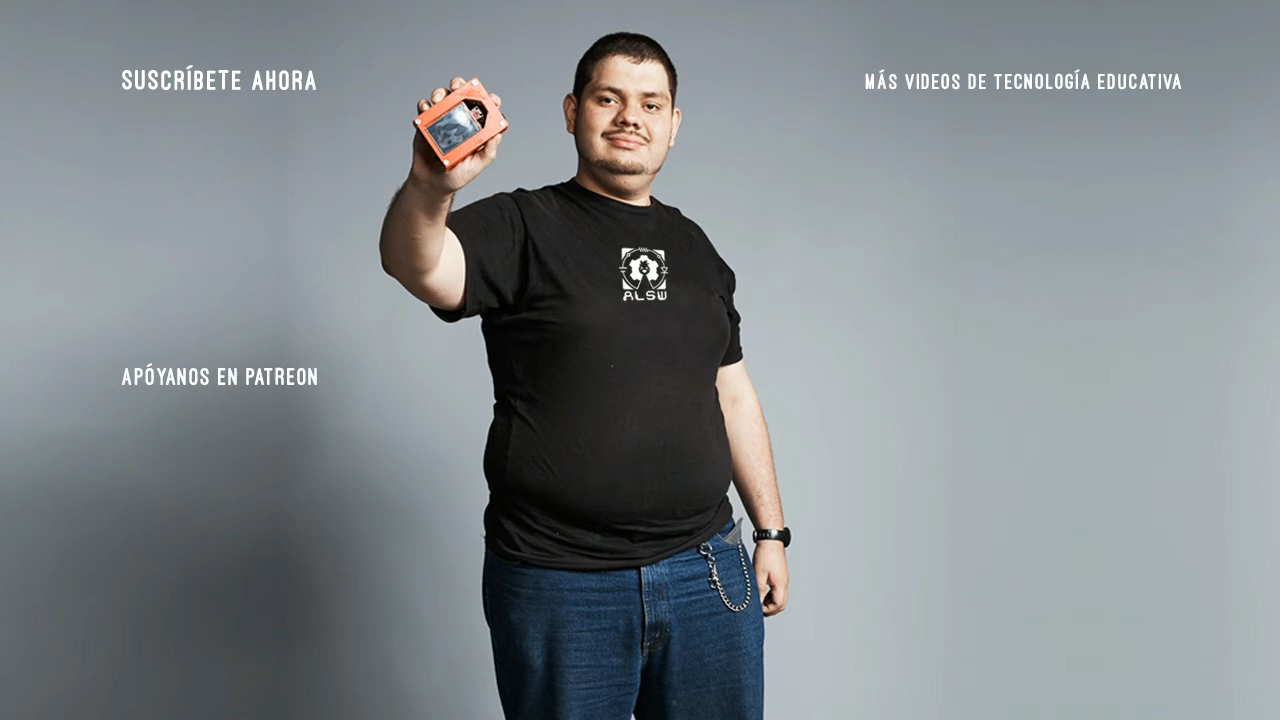 SUSCRÍBETE AHORA
MÁS VIDEOS DE TECNOLOGÍA EDUCATIVA
ALSW
APÓYANOS EN PATREON